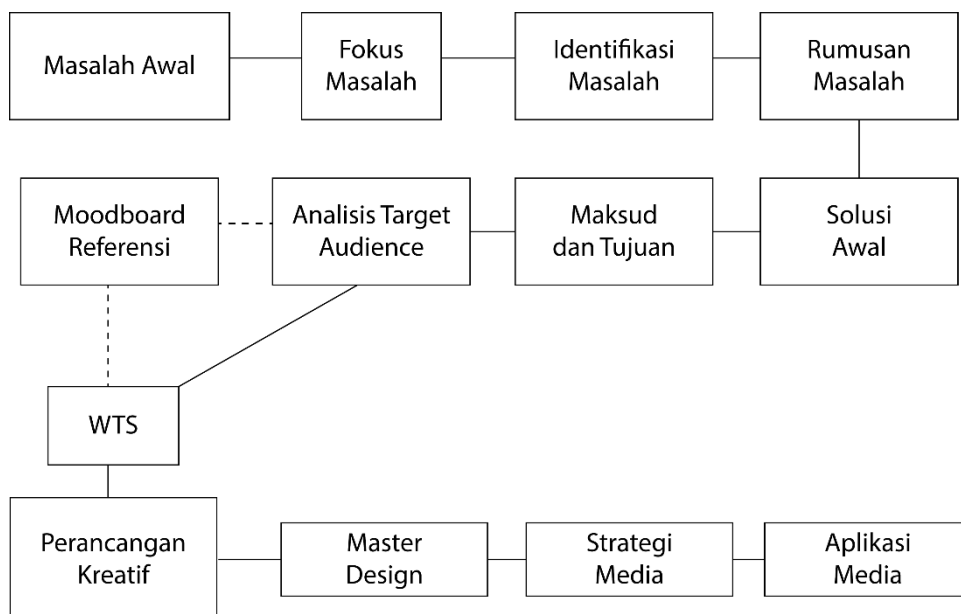 Masalah Awal
Fokus
Masalah
Identifikasi
Masalah
Rumusan
Masalah
Moodboard
Referensi
Analisis Target
Audience
Maksud
dan Tujuan
Solusi
Awal
WTS
Perancangan
Kreatif
Master
Design
Strategi
Media
Aplikasi
Media